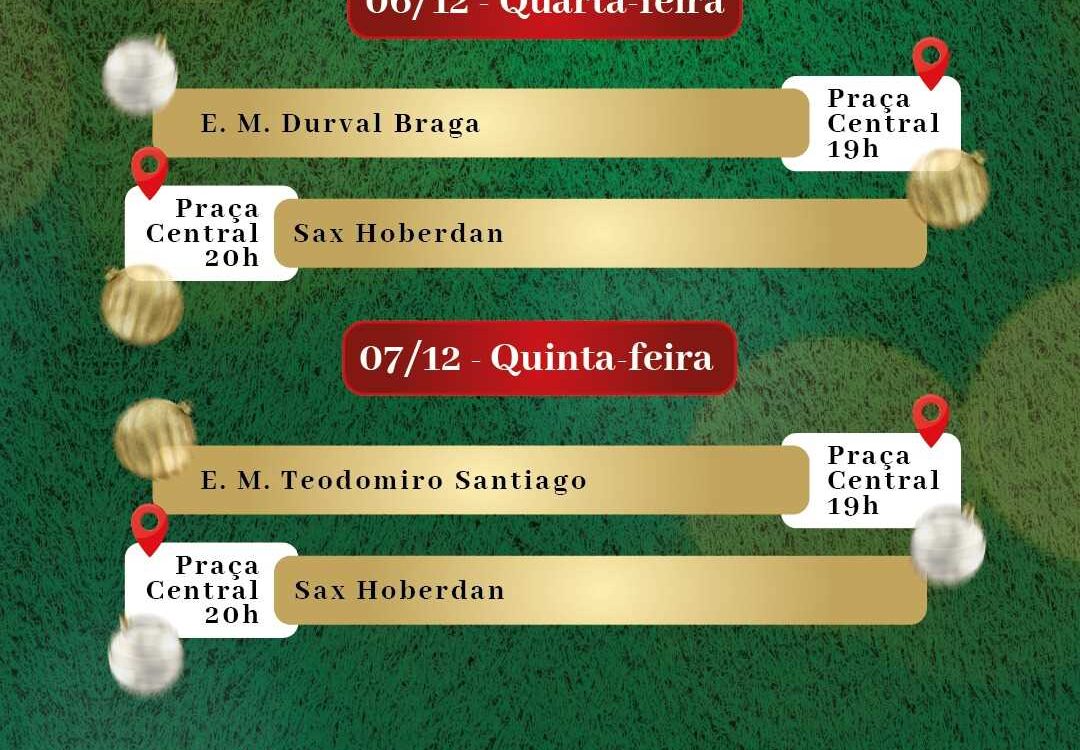 06/12 - Quarta-feira
E. M. Durval Braga
Praça
Central
19h
Praça
Central
20h
Sax Hoberdan
07/12 - Quinta-feira
E. M. Teodomiro Santiago
Praça
Central
19h
Praça
Central
20h
Sax Hoberdan